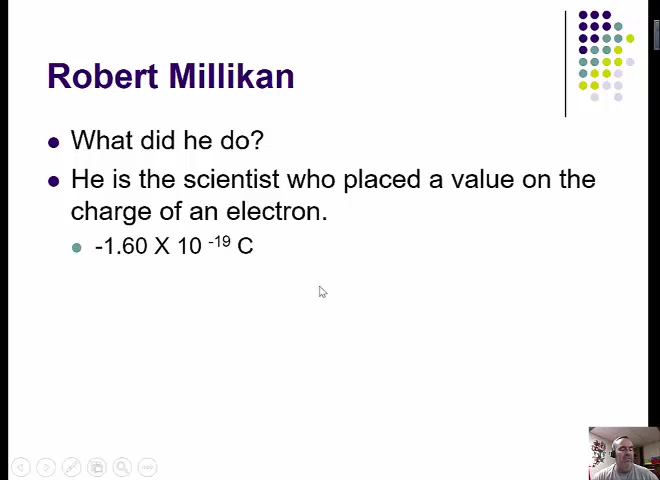 Robert Millikan
What did he do?
He is the scientist who placed a value on the
charge of an electron.
-1.60 X 10 -19 C